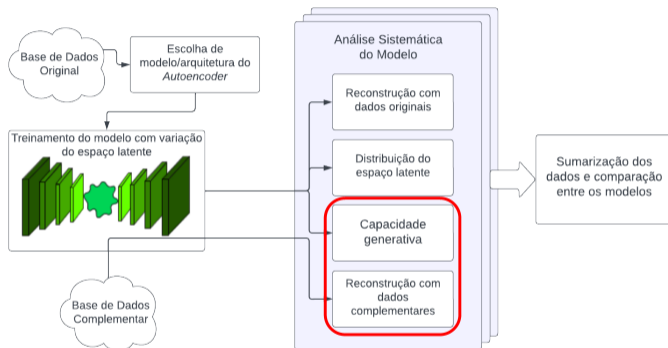 Base de Dados
Original
Escolha de
modelo/arquitetura do
Autoencoder
Treinamento do modelo com variação
do espaço latente
Base de Dados
Complementar
Análise Sistemática
do Modelo
Reconstrução com
dados originais
Distribuição do
espaço latente
Capacidade
generativa
Reconstrução com
dados
complementares
Sumarização dos
dados e comparação
entre os modelos